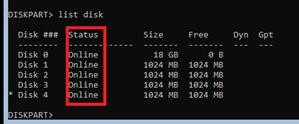 DISKPART> list disk
Disk ### Status Size Free Dyn Gpt
-------- ------------- ------- ------- --- ---
Disk 0 Online 18 GB 0 B
Disk 1 Online 1024 MB 1024 MB
Disk 2 Online 1024 MB 1024 MB
Disk 3 Online 1024 MB 1024 MB
* Disk 4 Online 1024 MB 1024 MB
DISKPART>